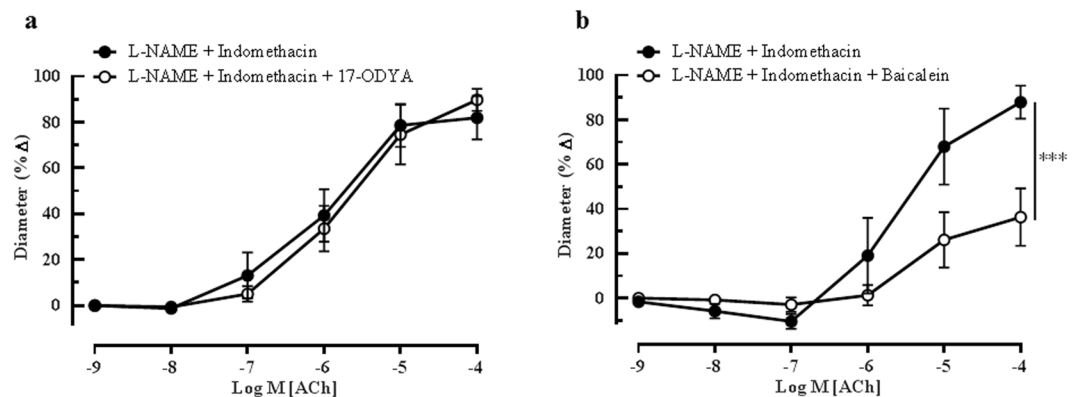 a
L-NAME + Indomethacin
L-NAME + Indomethacin + 17-ODYA
100
80
60
40
20
0
Diameter (% Δ)
-9 -8 -7 -6 -5 -4
Log M [ACh]
b
L-NAME + Indomethacin
L-NAME + Indomethacin + Baicalein
100
80
60
40
20
0
Diameter (% Δ)
***
-9 -8 -7 -6 -5 -4
Log M [ACh]